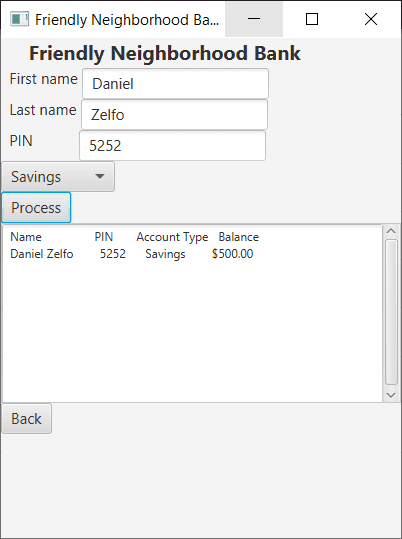 Friendly Neighborhood Ba...
Friendly Neighborhood Bank
First name Daniel
Last name Zelfo
PIN 5252
Savings
Process
Name PIN Account Type Balance
Daniel Zelfo 5252 Savings $500.00
Back